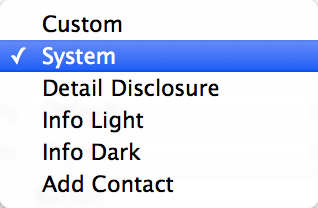 Custom
✓ System
Detail Disclosure
Info Light
Info Dark
Add Contact